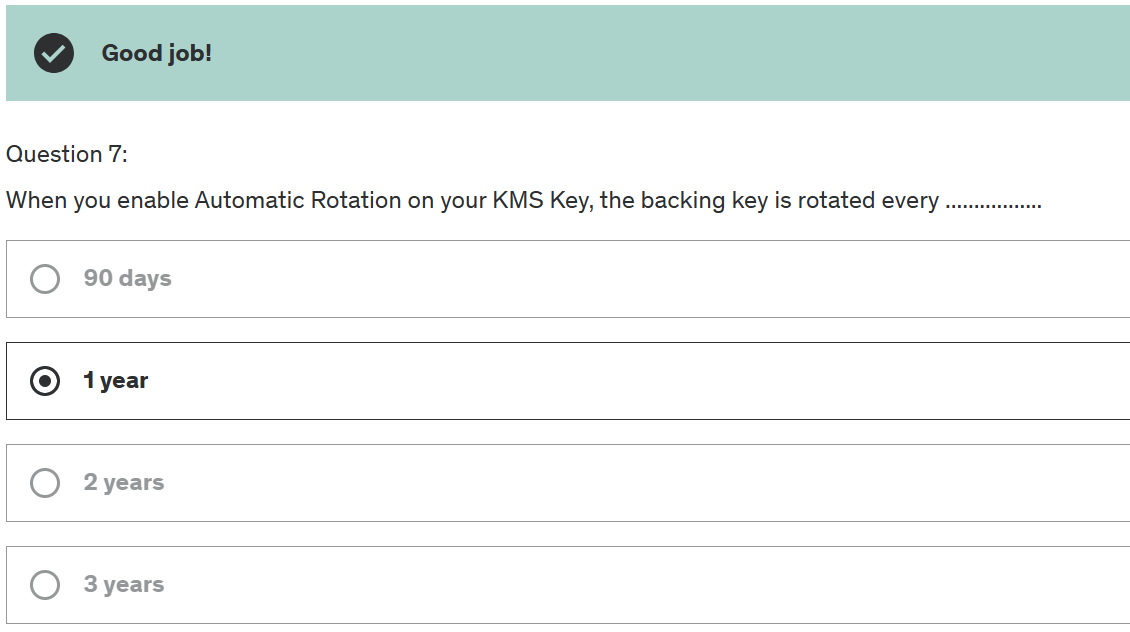 Good job!
Question 7:
When you enable Automatic Rotation on your KMS Key, the backing key is rotated every .................
90 days
1 year
2 years
3 years